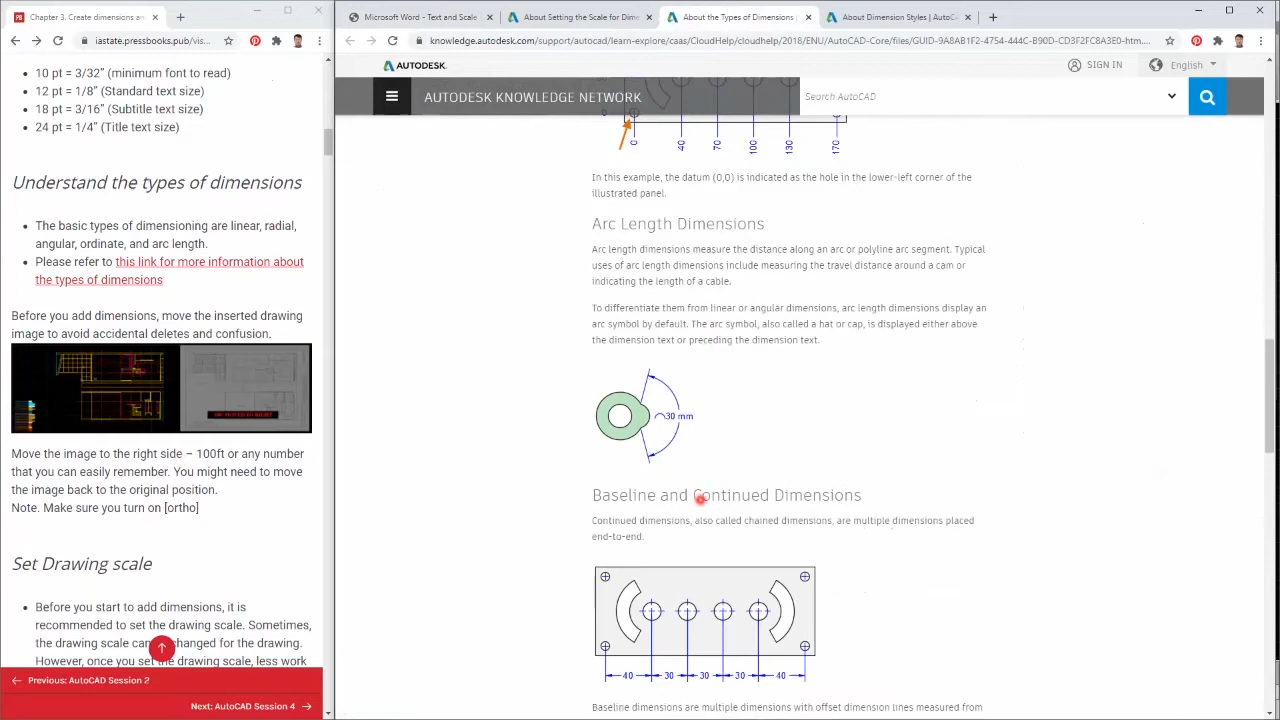 Chapter 3. Create dimensions an
iastate.pressbooks.pub/vis...
10 pt = 3/32” (minimum font to read)
12 pt = 1/8” (Standard text size)
18 pt = 3/16” (Subtitle text size)
24 pt = 1/4” (Title text size)
Understand the types of dimensions
The basic types of dimensioning are linear, radial,
angular, ordinate, and arc length.
Please refer to this link for more information about
the types of dimensions
Before you add dimensions, move the inserted drawing
image to avoid accidental deletes and confusion.
Move the image to the right side – 100ft or any number
that you can easily remember. You might need to move
the image back to the original position.
Note. Make sure you turn on [ortho]
Set Drawing scale
Before you start to add dimensions, it is
recommended to set the drawing scale. Sometimes,
the drawing scale can changed for the drawing.
However, once you set the drawing scale, less work
← Previous: AutoCAD Session 2
Next: AutoCAD Session 4 →
Microsoft Word - Text and Scale
About Setting the Scale for Dime
About the Types of Dimensions
About Dimension Styles | AutoCA
knowledge.autodesk.com/support/autocad/learn-explore/caas/CloudHelp/cloudhelp/2018/ENU/AutoCAD-Core/files/GUID-9A8AB1F2-4754-444C-B90D-CD3F2FC8A3E0-htm...
AUTODESK
SIGN IN
English
AUTODESK KNOWLEDGE NETWORK
Search AutoCAD
0
0 40 70 100 130 170
In this example, the datum (0,0) is indicated as the hole in the lower-left corner of the
illustrated panel.
Arc Length Dimensions
Arc length dimensions measure the distance along an arc or polyline arc segment. Typical
uses of arc length dimensions include measuring the travel distance around a cam or
indicating the length of a cable.
To differentiate them from linear or angular dimensions, arc length dimensions display an
arc symbol by default. The arc symbol, also called a hat or cap, is displayed either above
the dimension text or preceding the dimension text.
⌒30 mm
Baseline and Continued Dimensions
Continued dimensions, also called chained dimensions, are multiple dimensions placed
end-to-end.
40 30 30 30 40
Baseline dimensions are multiple dimensions with offset dimension lines measured from